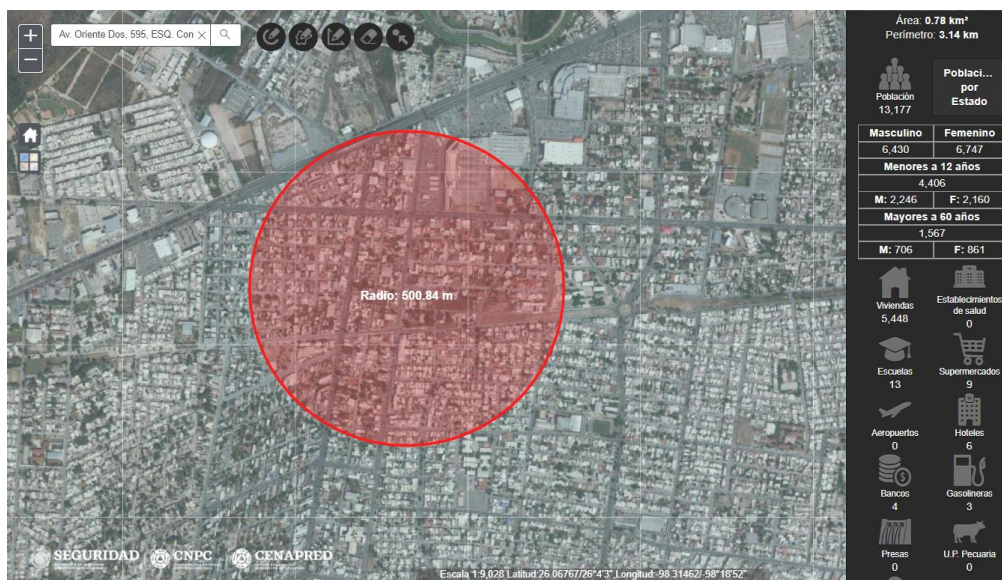 Av. Oriente Dos, 595, ESQ. Con
Radio: 500.84 m
SEGURIDAD
CNPC
CENAPRED
Escala 1:9,028 Latitud:26.06767/26°4'3",Longitud:-98.31462/-98°18'52"
Área: 0.78 km²
Perímetro: 3.14 km
Población
13,177
Poblaci...
por
Estado
Masculino Femenino
6,430 6,747
Menores a 12 años
4,406
M: 2,246 F: 2,160
Mayores a 60 años
1,567
M: 706 F: 861
Viviendas
5,448
Establecimientos
de salud
0
Escuelas
13
Supermercados
9
Aeropuertos
0
Hoteles
6
Bancos
4
Gasolineras
3
Presas
0
U.P. Pecuaria
0